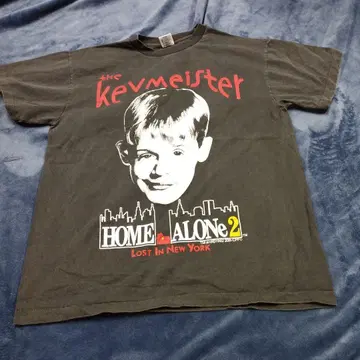 the
Kevmeister
HOME ALONe 2
LOST IN NEW YORK